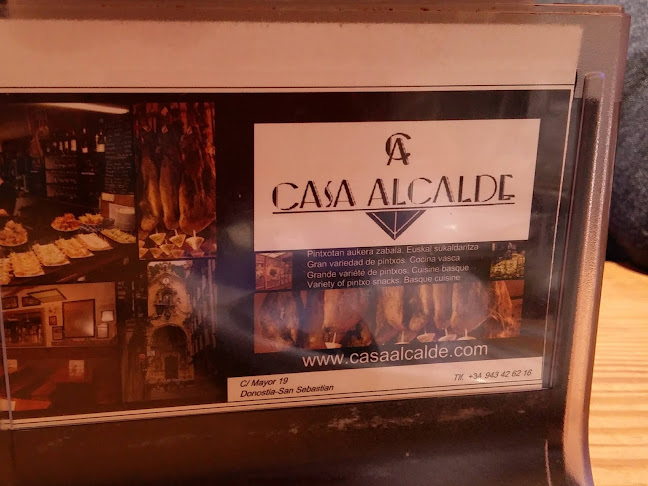 CA
CASA ALCALDE
Pintxotan aukera zabala. Euskal sukaldaritza
Gran variedad de pintxos. Cocina vasca
Grande variété de pintxos. Cuisine basque
Variety of pintxo snacks. Basque cuisine
www.casaalcalde.com
C/ Mayor 19
Donostia-San Sebastian
Tlf. +34 943 42 62 16